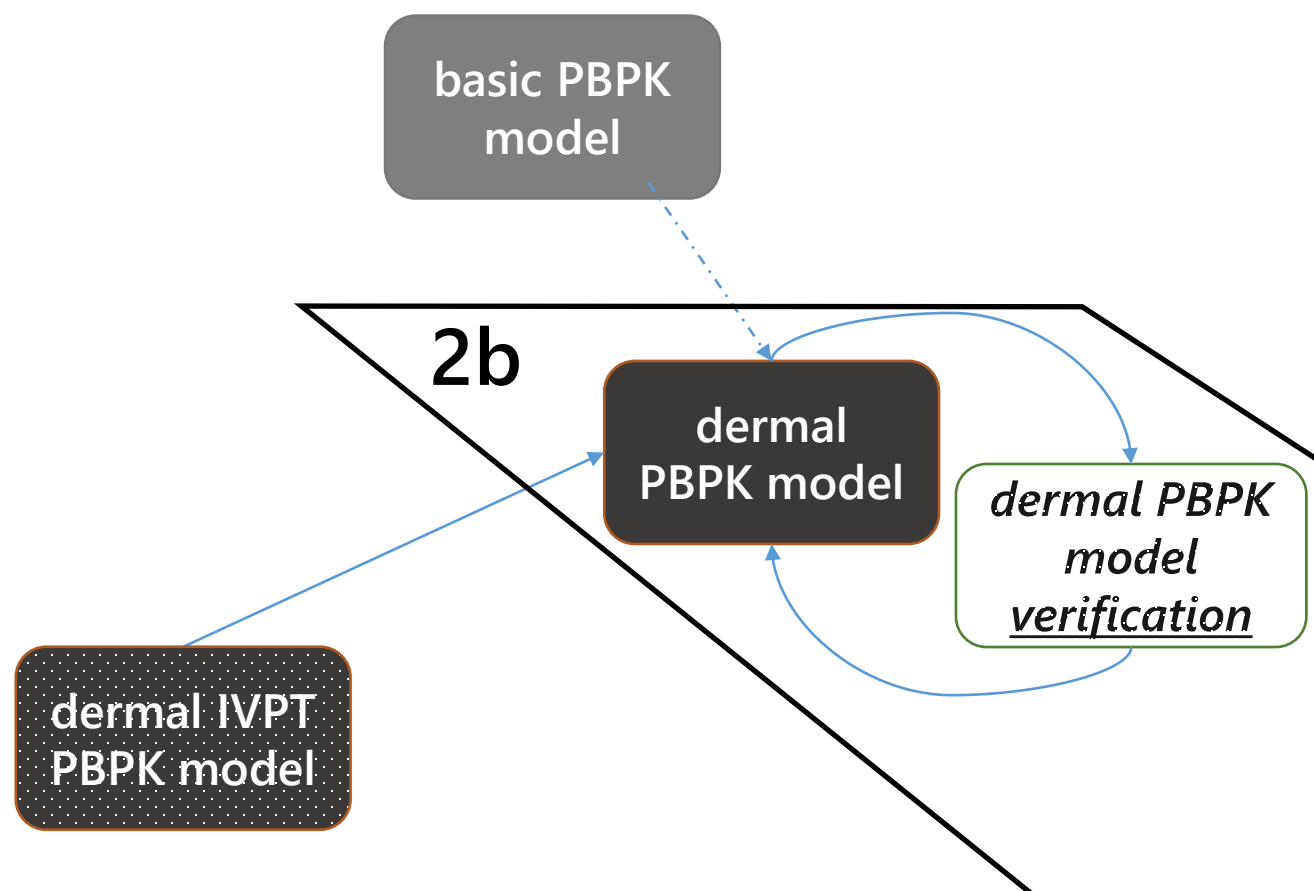 basic PBPK
model
2b
dermal
PBPK model
dermal PBPK
model
verification
dermal IVPT
PBPK model